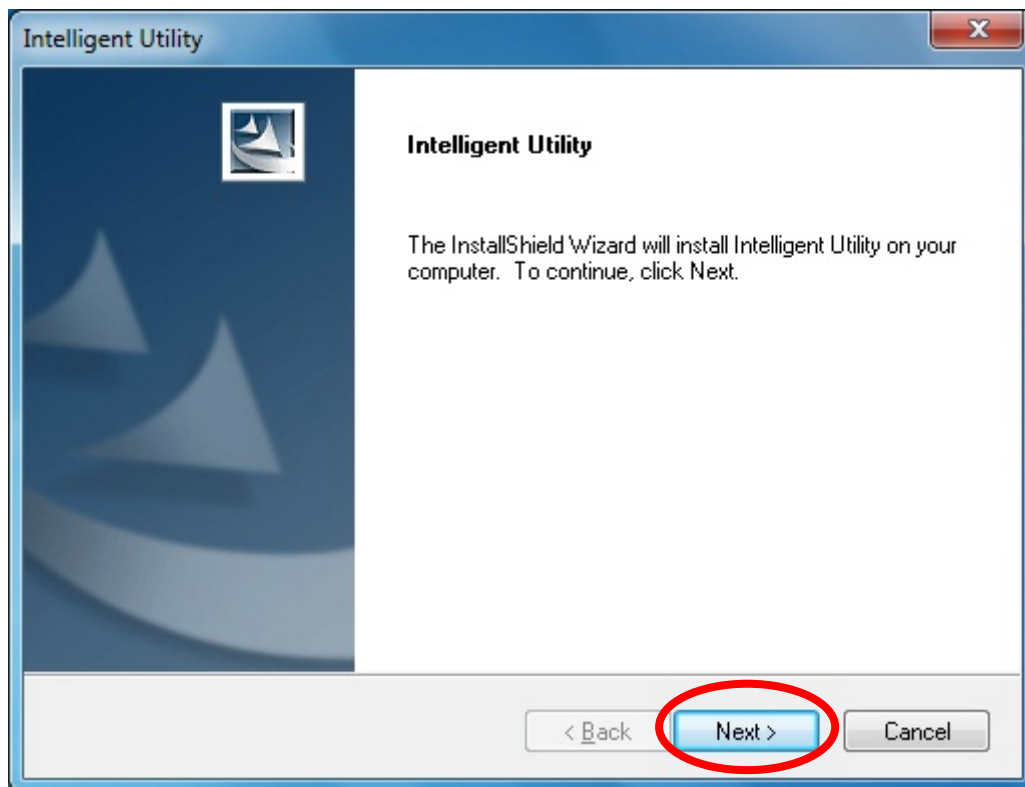 Intelligent Utility
Intelligent Utility
The InstallShield Wizard will install Intelligent Utility on your
computer.  To continue, click Next.
< Back Next > Cancel